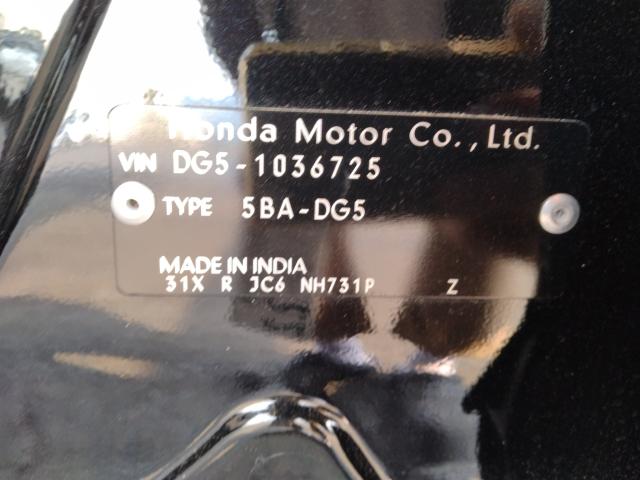 Honda Motor Co., Ltd.
VIN DG5-1036725
TYPE 5BA-DG5
MADE IN INDIA
31X R JC6 NH731P Z